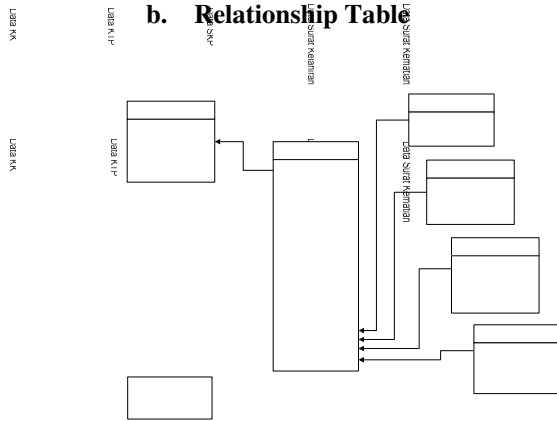 b. Relationship Table
Data KK
Data KTP
Data SKP
Data Surat Kelahiran
Data Surat Kematian
Data KK
Data KTP
Data Surat Kematian